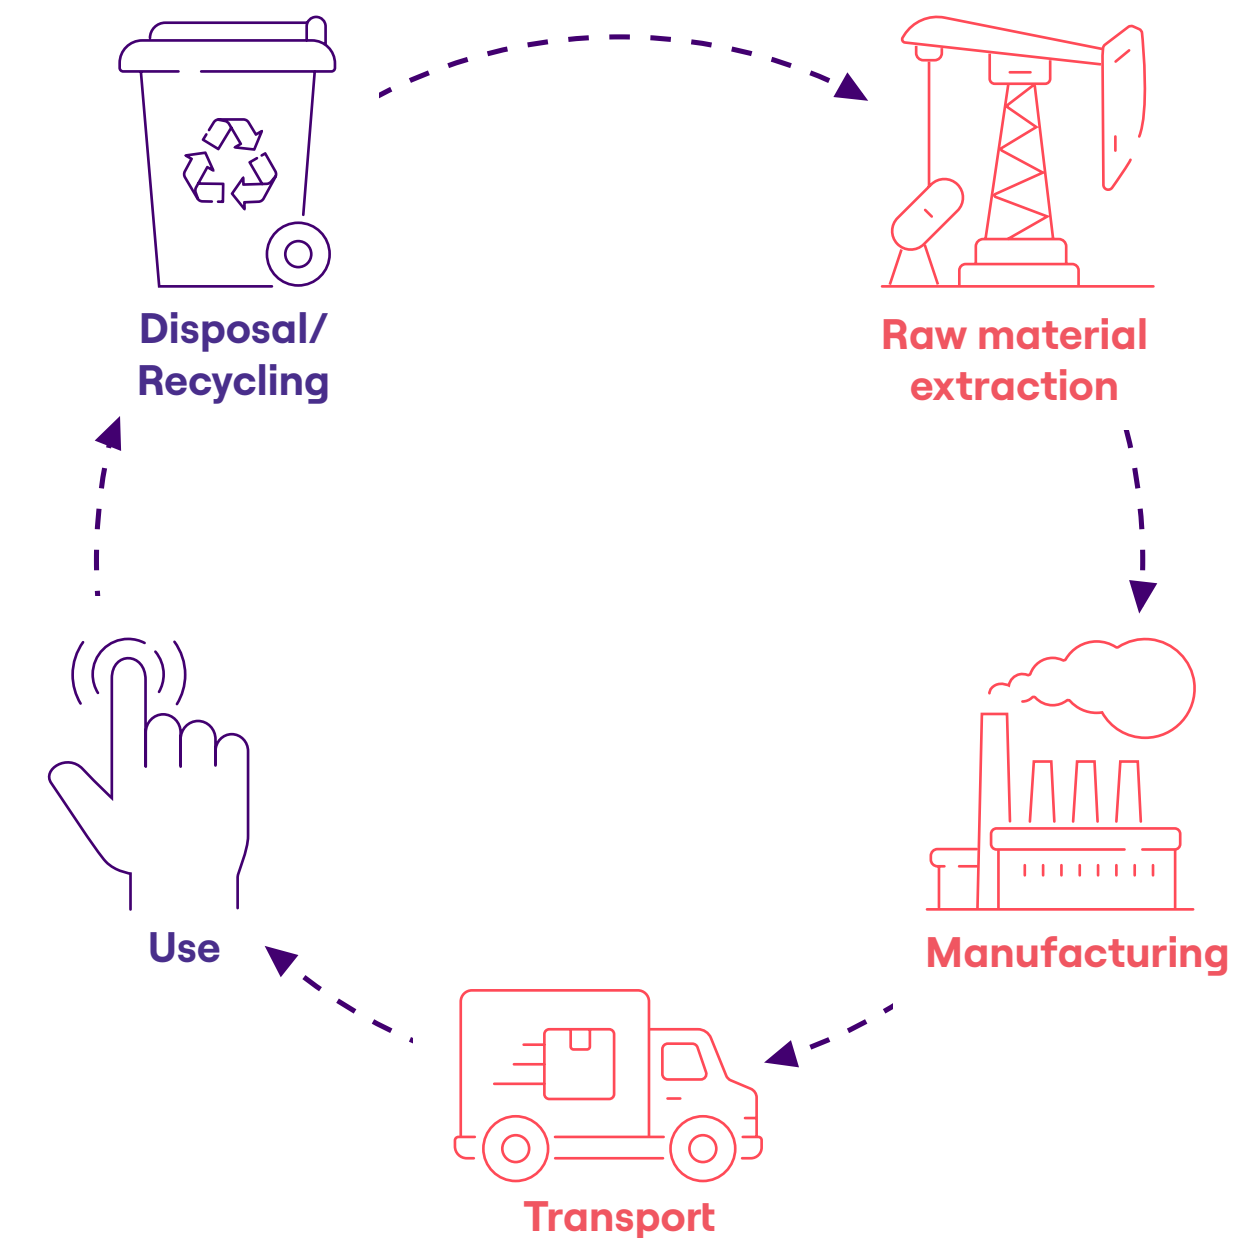 Disposal/
Recycling
Raw material
extraction
Use
Manufacturing
Transport